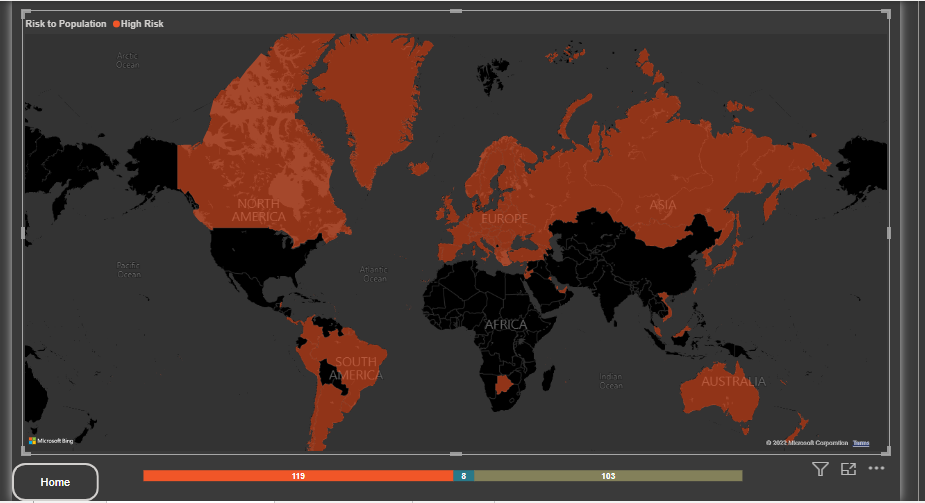 Risk to Population High Risk
Arctic
Ocean
NORTH
AMERICA
EUROPE
ASIA
Pacific
Ocean
Atlantic
Ocean
AFRICA
SOUTH
AMERICA
Indian
Ocean
AUSTRALIA
Microsoft Bing
© 2022 Microsoft Corporation Terms
Home
119 8 103